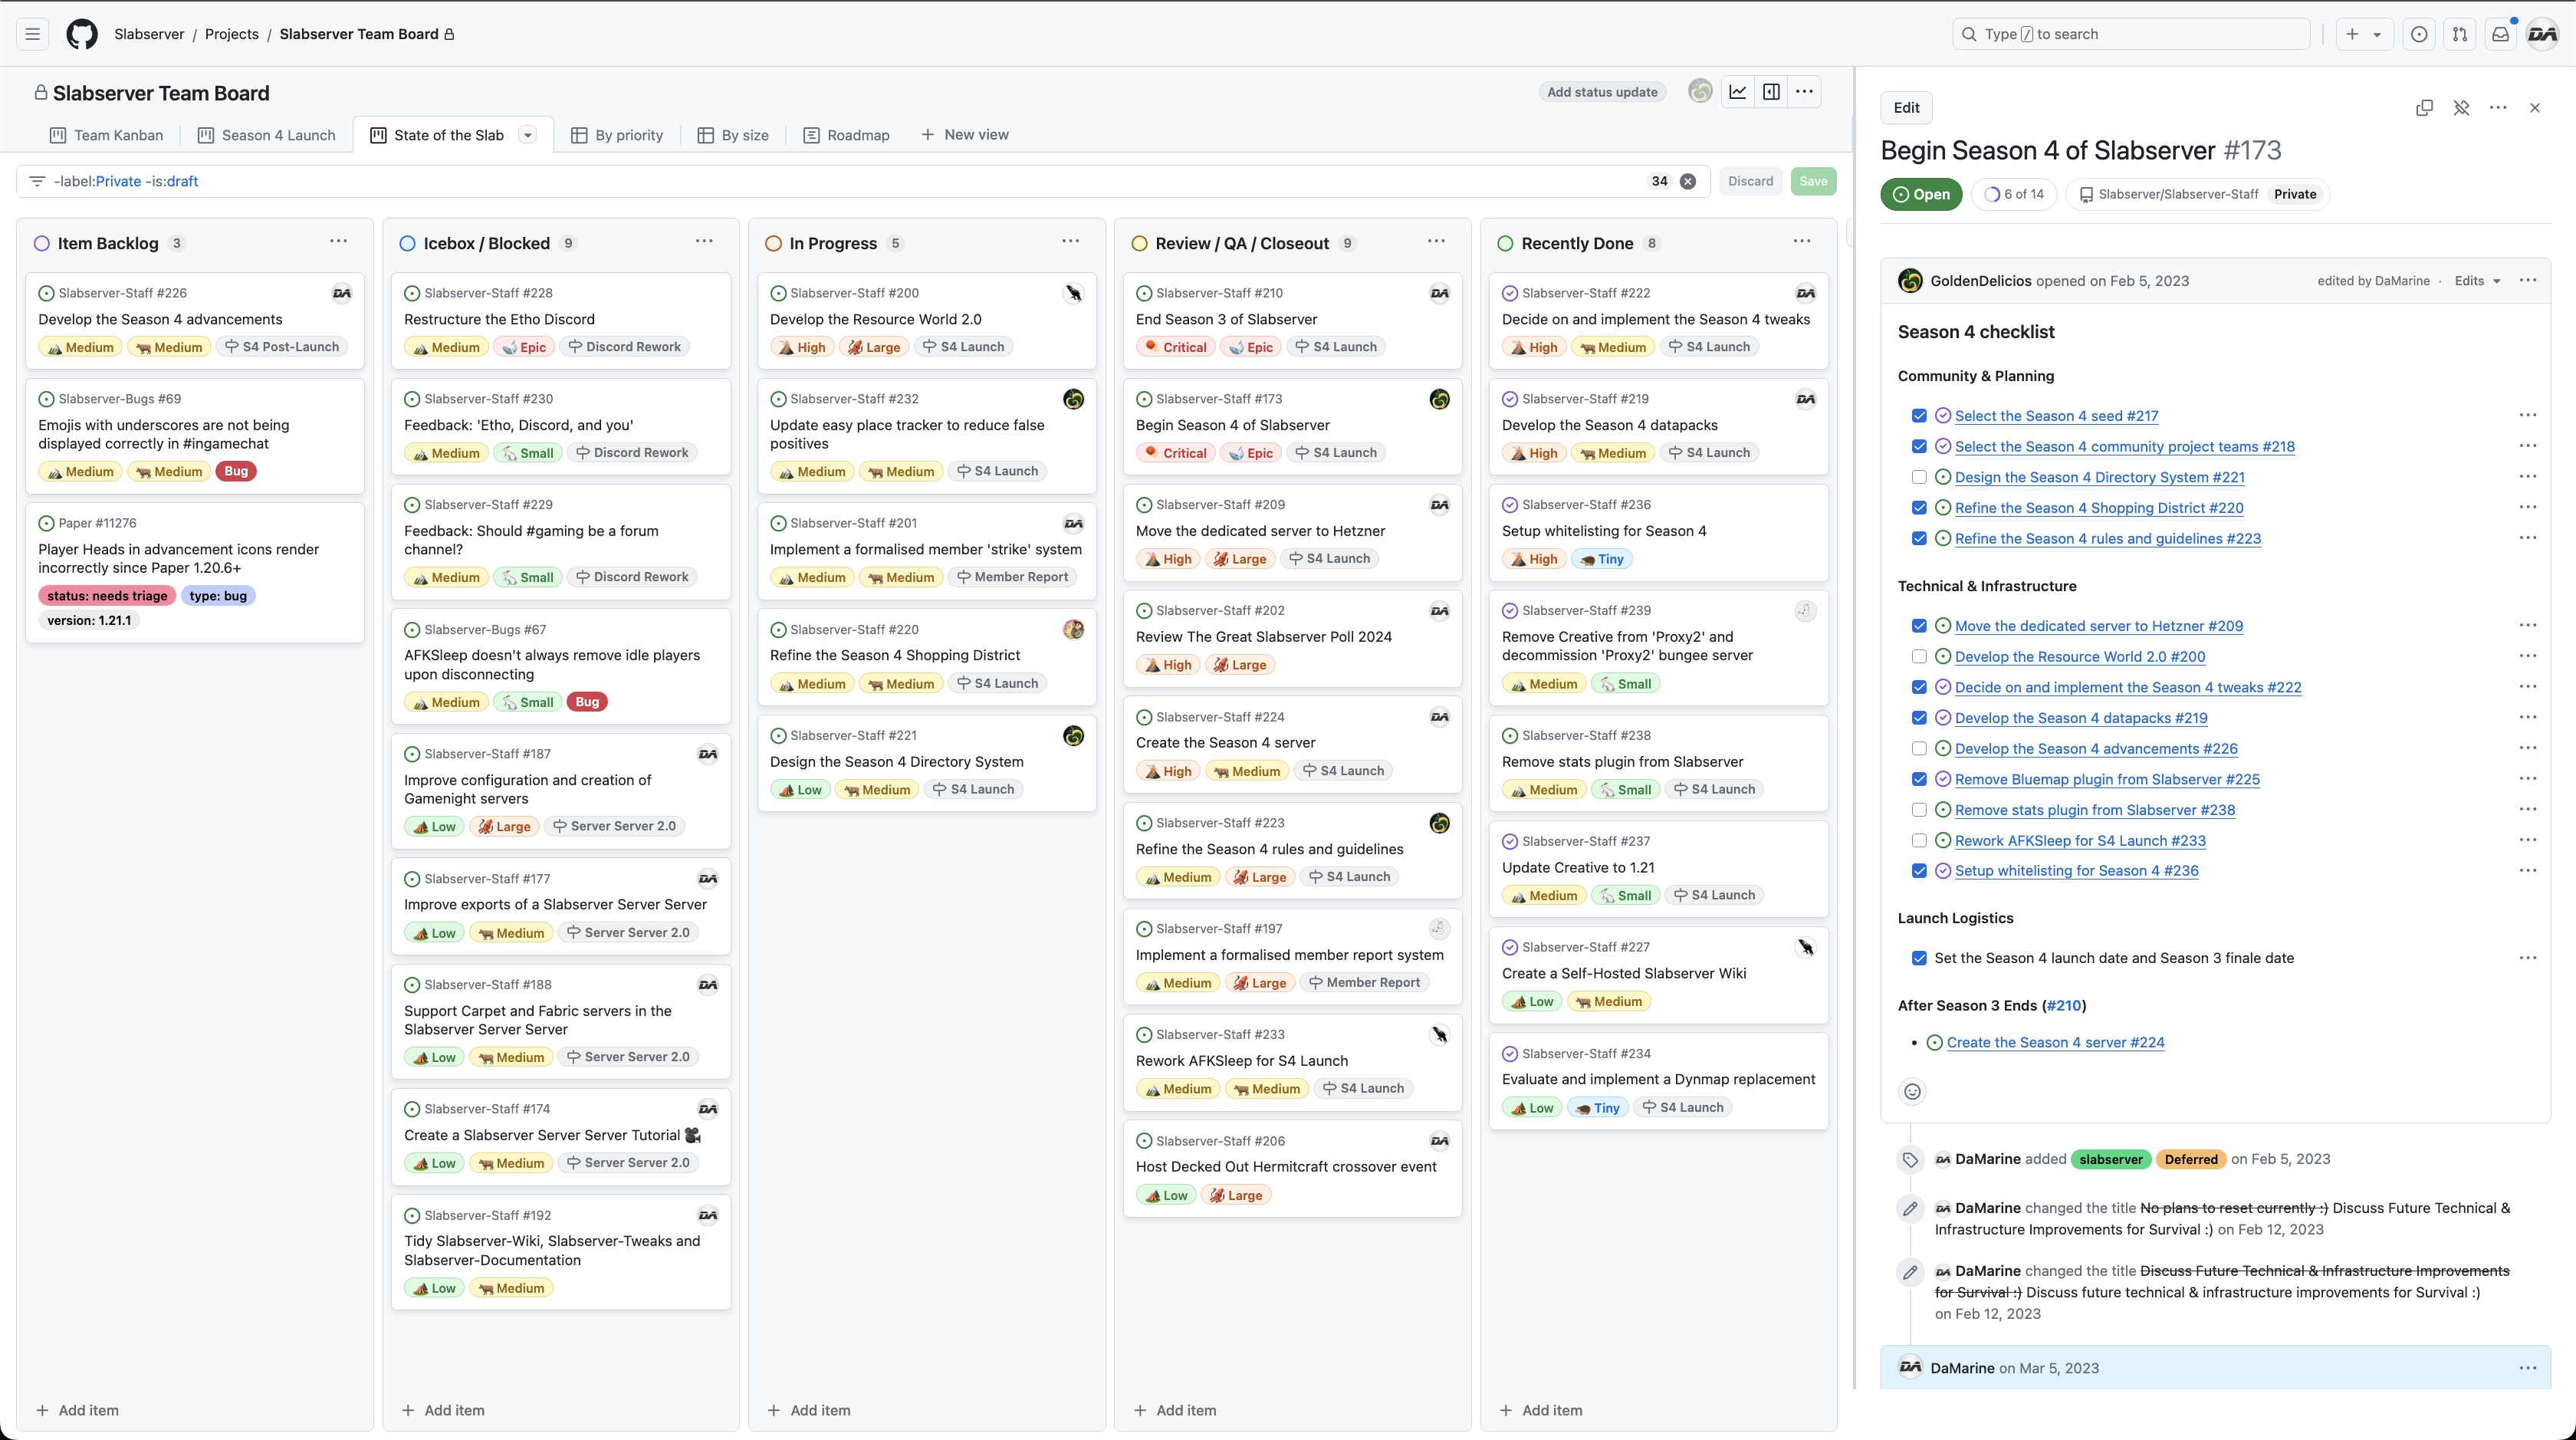 Slabserver / Projects / Slabserver Team Board
Type / to search
DA
Slabserver Team Board
Add status update
Team Kanban
Season 4 Launch
State of the Slab
By priority
By size
Roadmap
New view
-label:Private -is:draft
34
Discard
Save
Item Backlog 3
Slabserver-Staff #226
DA
Develop the Season 4 advancements
Medium Medium S4 Post-Launch
Slabserver-Bugs #69
Emojis with underscores are not being
displayed correctly in #ingamechat
Medium Medium Bug
Paper #11276
Player Heads in advancement icons render
incorrectly since Paper 1.20.6+
status: needs triage type: bug
version: 1.21.1
Add item
Icebox / Blocked 9
Slabserver-Staff #228
Restructure the Etho Discord
Medium Epic Discord Rework
Slabserver-Staff #230
Feedback: 'Etho, Discord, and you'
Medium Small Discord Rework
Slabserver-Staff #229
Feedback: Should #gaming be a forum
channel?
Medium Small Discord Rework
Slabserver-Bugs #67
AFKSleep doesn't always remove idle players
upon disconnecting
Medium Small Bug
Slabserver-Staff #187
DA
Improve configuration and creation of
Gamenight servers
Low Large Server Server 2.0
Slabserver-Staff #177
DA
Improve exports of a Slabserver Server Server
Low Medium Server Server 2.0
Slabserver-Staff #188
DA
Support Carpet and Fabric servers in the
Slabserver Server Server
Low Medium Server Server 2.0
Slabserver-Staff #174
DA
Create a Slabserver Server Server Tutorial 🎥
Low Medium Server Server 2.0
Slabserver-Staff #192
DA
Tidy Slabserver-Wiki, Slabserver-Tweaks and
Slabserver-Documentation
Low Medium
Add item
In Progress 5
Slabserver-Staff #200
Develop the Resource World 2.0
High Large S4 Launch
Slabserver-Staff #232
Update easy place tracker to reduce false
positives
Medium Medium S4 Launch
Slabserver-Staff #201
DA
Implement a formalised member 'strike' system
Medium Medium Member Report
Slabserver-Staff #220
Refine the Season 4 Shopping District
Medium Medium S4 Launch
Slabserver-Staff #221
Design the Season 4 Directory System
Low Medium S4 Launch
Add item
Review / QA / Closeout 9
Slabserver-Staff #210
DA
End Season 3 of Slabserver
Critical Epic S4 Launch
Slabserver-Staff #173
Begin Season 4 of Slabserver
Critical Epic S4 Launch
Slabserver-Staff #209
DA
Move the dedicated server to Hetzner
High Large S4 Launch
Slabserver-Staff #202
DA
Review The Great Slabserver Poll 2024
High Large
Slabserver-Staff #224
DA
Create the Season 4 server
High Medium S4 Launch
Slabserver-Staff #223
Refine the Season 4 rules and guidelines
Medium Large S4 Launch
Slabserver-Staff #197
Implement a formalised member report system
Medium Large Member Report
Slabserver-Staff #233
Rework AFKSleep for S4 Launch
Medium Medium S4 Launch
Slabserver-Staff #206
DA
Host Decked Out Hermitcraft crossover event
Low Large
Add item
Recently Done 8
Slabserver-Staff #222
DA
Decide on and implement the Season 4 tweaks
High Medium S4 Launch
Slabserver-Staff #219
DA
Develop the Season 4 datapacks
High Medium S4 Launch
Slabserver-Staff #236
Setup whitelisting for Season 4
High Tiny
Slabserver-Staff #239
Remove Creative from 'Proxy2' and
decommission 'Proxy2' bungee server
Medium Small
Slabserver-Staff #238
Remove stats plugin from Slabserver
Medium Small S4 Launch
Slabserver-Staff #237
Update Creative to 1.21
Medium Small S4 Launch
Slabserver-Staff #227
Create a Self-Hosted Slabserver Wiki
Low Medium
Slabserver-Staff #234
Evaluate and implement a Dynmap replacement
Low Tiny S4 Launch
Add item
Edit
Begin Season 4 of Slabserver #173
Open
6 of 14
Slabserver/Slabserver-Staff Private
GoldenDelicios opened on Feb 5, 2023
edited by DaMarine · Edits
Season 4 checklist
Community & Planning
Select the Season 4 seed #217
Select the Season 4 community project teams #218
Design the Season 4 Directory System #221
Refine the Season 4 Shopping District #220
Refine the Season 4 rules and guidelines #223
Technical & Infrastructure
Move the dedicated server to Hetzner #209
Develop the Resource World 2.0 #200
Decide on and implement the Season 4 tweaks #222
Develop the Season 4 datapacks #219
Develop the Season 4 advancements #226
Remove Bluemap plugin from Slabserver #225
Remove stats plugin from Slabserver #238
Rework AFKSleep for S4 Launch #233
Setup whitelisting for Season 4 #236
Launch Logistics
Set the Season 4 launch date and Season 3 finale date
After Season 3 Ends (#210)
• Create the Season 4 server #224
DA DaMarine added slabserver Deferred on Feb 5, 2023
DA DaMarine changed the title No plans to reset currently :) Discuss Future Technical &
Infrastructure Improvements for Survival :) on Feb 12, 2023
DA DaMarine changed the title Discuss Future Technical & Infrastructure Improvements
for Survival :) Discuss future technical & infrastructure improvements for Survival :)
on Feb 12, 2023
DA DaMarine on Mar 5, 2023